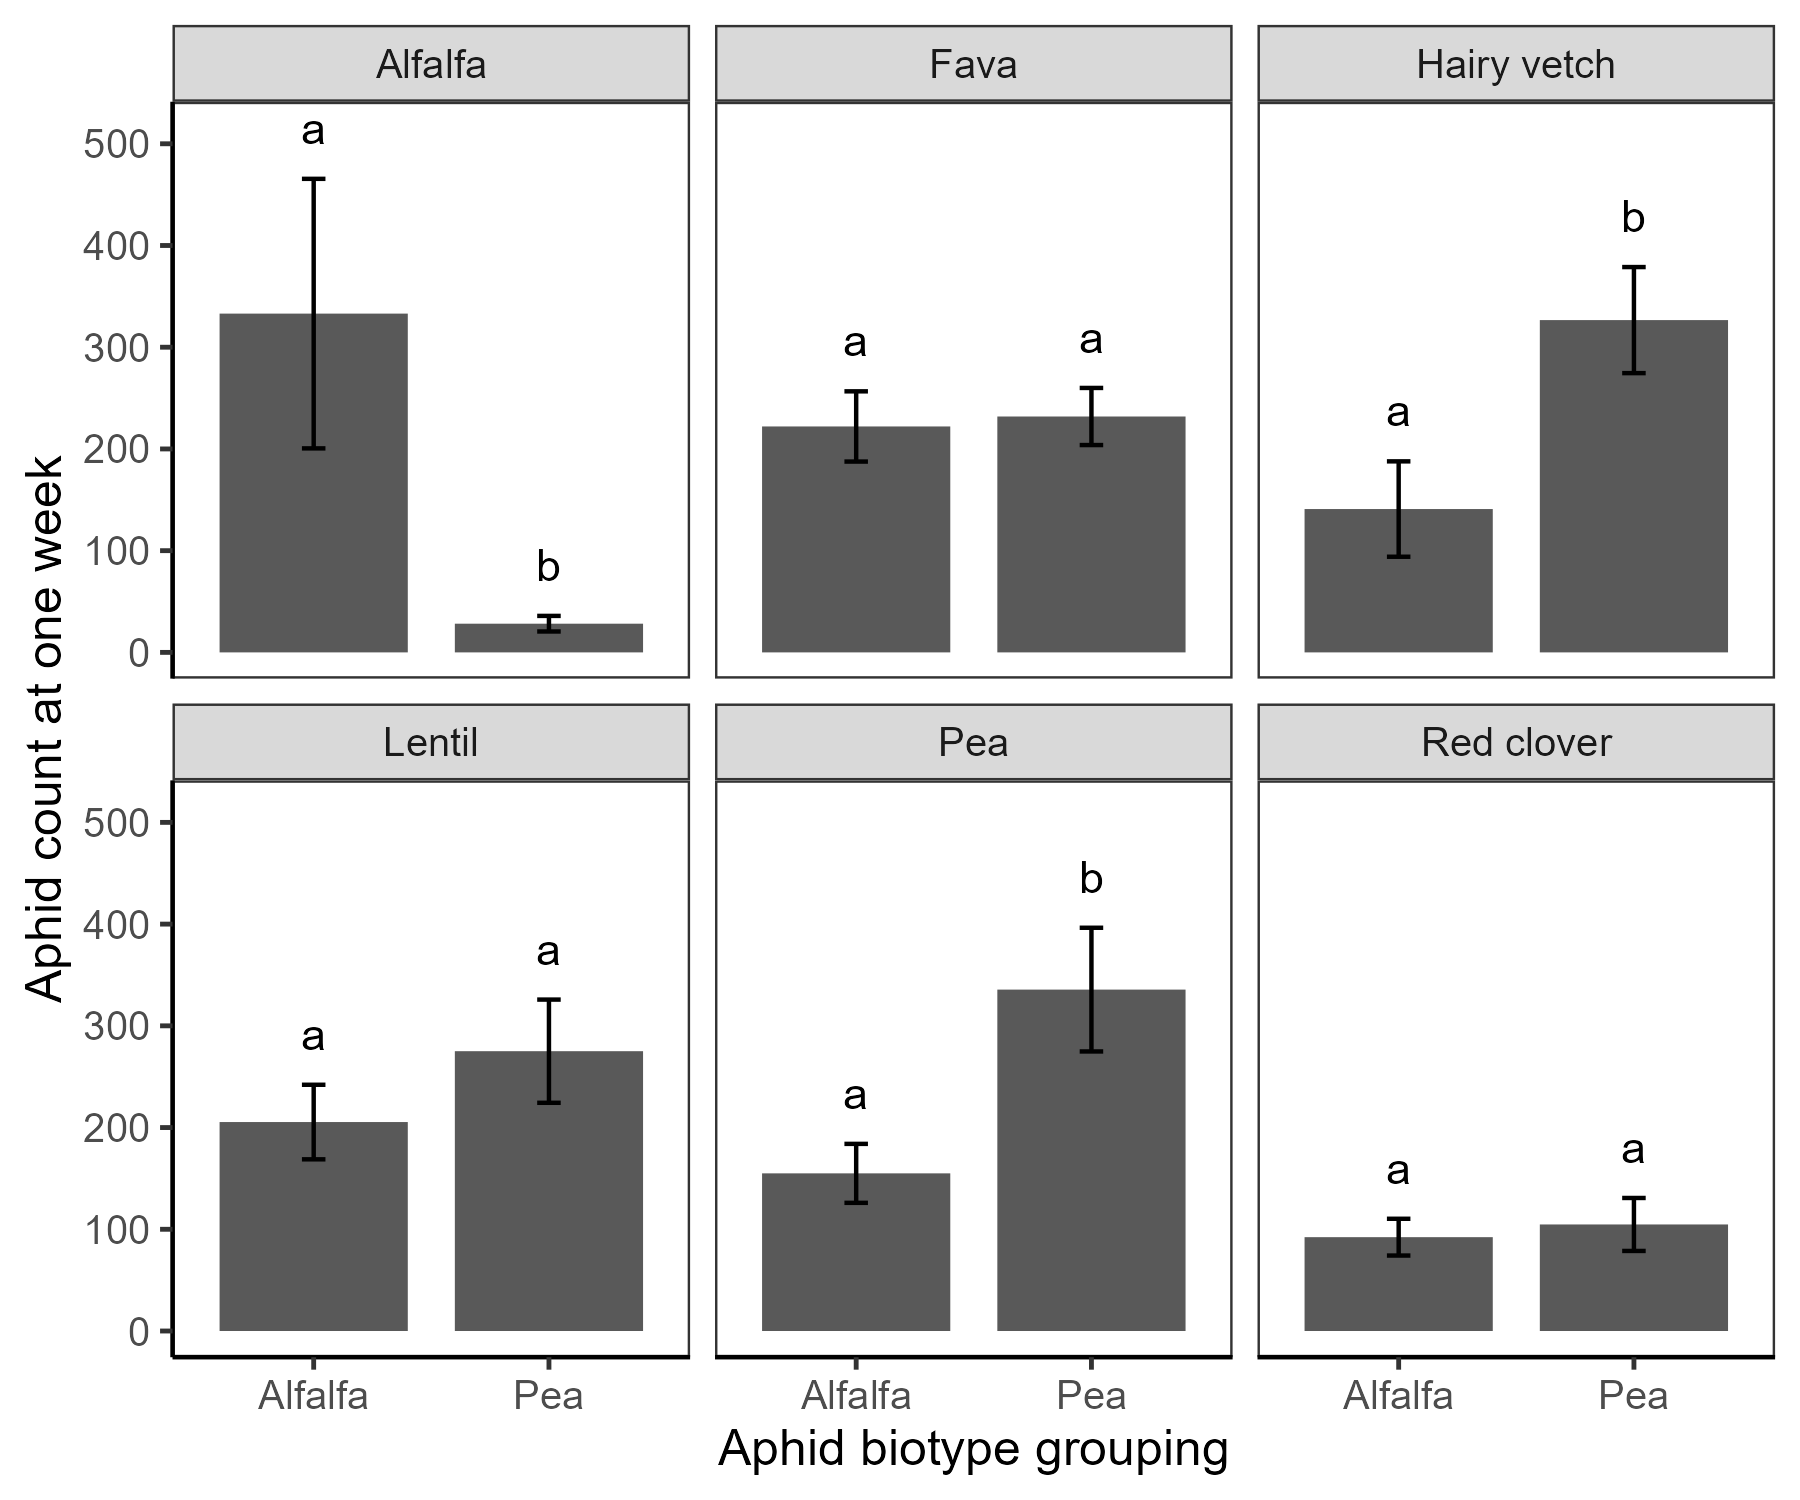 Alfalfa Fava Hairy vetch
a
500
b
400
a a
300
a
200
100
b
0
Lentil Pea Red clover
500
b
400
a
300
a
a
200
a a
100
0
Alfalfa Pea Alfalfa Pea Alfalfa Pea
Aphid biotype grouping
Aphid count at one week